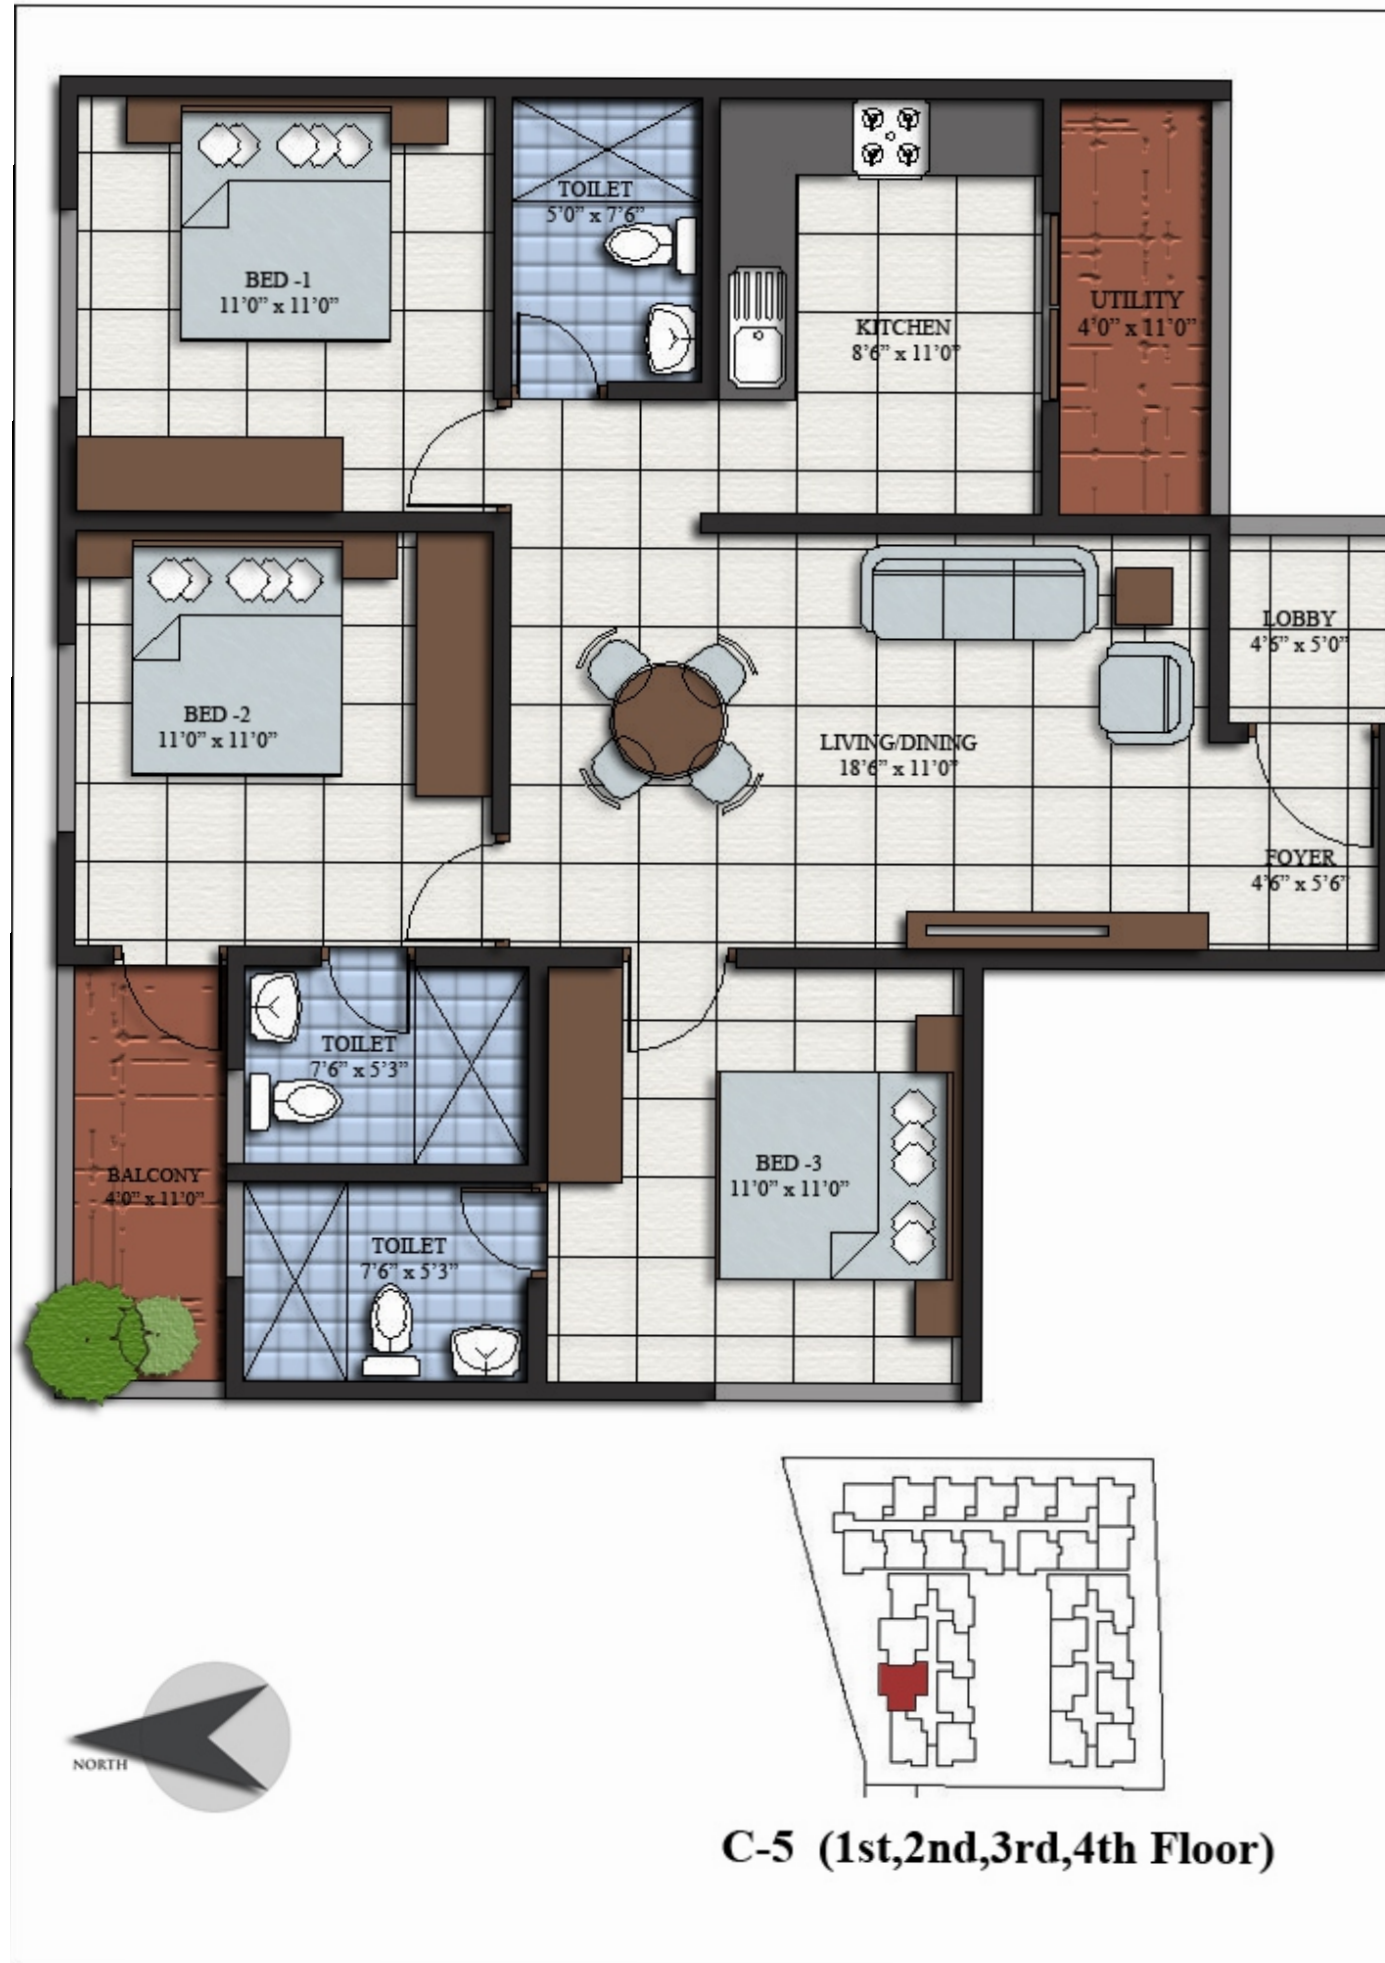 TOILET
5’0” x 7’6”
BED -1
11’0” x 11’0”
KITCHEN
8’6” x 11’0”
UTILITY
4’0” x 11’0”
LOBBY
4’6” x 5’0”
BED -2
11’0” x 11’0”
LIVING/DINING
18’6” x 11’0”
FOYER
4’6” x 5’6”
TOILET
7’6” x 5’3”
BALCONY
4’0” x 11’0”
BED -3
11’0” x 11’0”
TOILET
7’6” x 5’3”
NORTH
C-5 (1st,2nd,3rd,4th Floor)